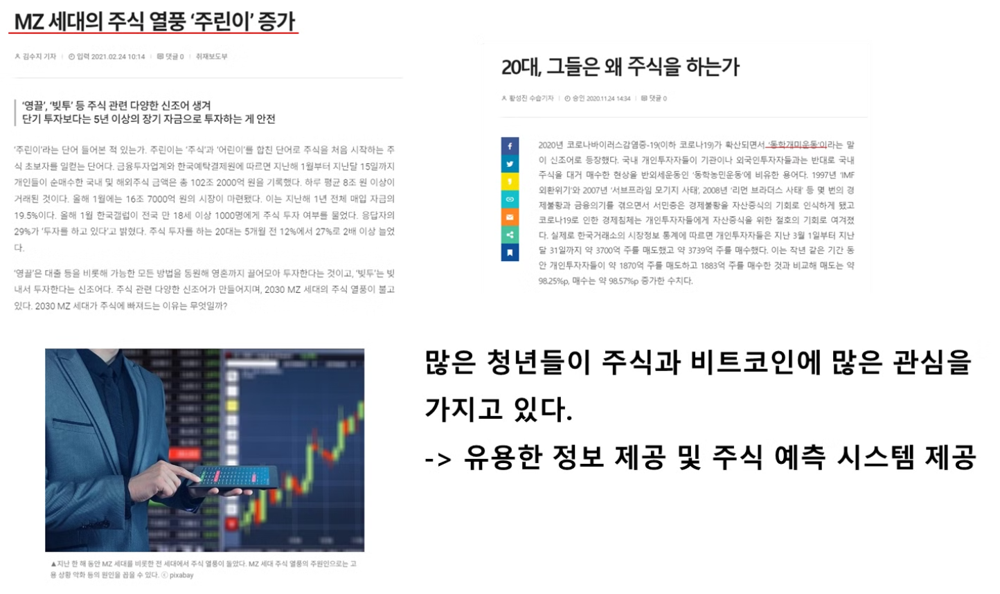 MZ 세대의 주식 열풍 ‘주린이’ 증가
김수지 기자 | 입력 2021.02.24 10:14 | 댓글 0 | 취재보도부
‘영끌’, ‘빚투’ 등 주식 관련 다양한 신조어 생겨
단기 투자보다는 5년 이상의 장기 자금으로 투자하는 게 안전
‘주린이’라는 단어 들어본 적 있는가. 주린이는 ‘주식’과 ‘어린이’를 합친 단어로 주식을 처음 시작하는 주
식 초보자를 일컫는 단어다. 금융투자업계와 한국예탁결제원에 따르면 지난해 1월부터 지난달 15일까지
개인들이 순매수한 국내 및 해외주식 금액은 총 102조 2000억 원을 기록했다. 하루 평균 8조 원 이상이
거래된 것이다. 올해 1월에는 16조 7000억 원의 시장이 마련됐다. 이는 지난해 1년 전체 매입 자금의
19.5%이다. 올해 1월 한국갤럽이 전국 만 18세 이상 1000명에게 주식 투자 여부를 물었다. 응답자의
29%가 ‘투자를 하고 있다’고 밝혔다. 주식 투자를 하는 20대는 5개월 전 12%에서 27%로 2배 이상 늘었
다.
‘영끌’은 대출 등을 비롯해 가능한 모든 방법을 동원해 영혼까지 끌어모아 투자한다는 것이고, ‘빚투’는 빚
내서 투자한다는 신조어다. 주식 관련 다양한 신조어가 만들어지며, 2030 MZ 세대의 주식 열풍이 불고
있다. 2030 MZ 세대가 주식에 빠져드는 이유는 무엇일까?
▲지난 한 해 동안 MZ 세대를 비롯한 전 세대에서 주식 열풍이 돌았다. MZ 세대 주식 열풍의 주원인으로는 고
용 상황 악화 등의 원인을 꼽을 수 있다. ⓒ pixabay
20대, 그들은 왜 주식을 하는가
황성진 수습기자 | 승인 2020.11.24 14:34 | 댓글 0
2020년 코로나바이러스감염증-19(이하 코로나19)가 확산되면서 ‘동학개미운동’이라는 말
이 신조어로 등장했다. 국내 개인투자자들이 기관이나 외국인투자자들과는 반대로 국내
주식을 대거 매수한 현상을 반외세운동인 ‘동학농민운동’에 비유한 용어다. 1997년 ‘IMF
외환위기’와 2007년 ‘서브프라임 모기지 사태’, 2008년 ‘리먼 브라더스 사태’ 등 몇 번의 경
제불황과 금융의기를 겪으면서 서민중은 경제불황을 자산증식의 기회로 인식하게 됐고
코로나19로 인한 경제침체는 개인투자자들에게 자산증식을 위한 절호의 기회로 여겨졌
다. 실제로 한국거래소의 시장정보 통계에 따르면 개인투자자들은 지난 3월 1일부터 지난
달 31일까지 약 3700억 주를 매도했고 약 3739억 주를 매수했다. 이는 작년 같은 기간 동
안 개인투자자들이 약 1870억 주를 매도하고 1883억 주를 매수한 것과 비교해 매도는 약
98.25%p, 매수는 약 98.57%p 증가한 수치다.
많은 청년들이 주식과 비트코인에 많은 관심을
가지고 있다.
-> 유용한 정보 제공 및 주식 예측 시스템 제공